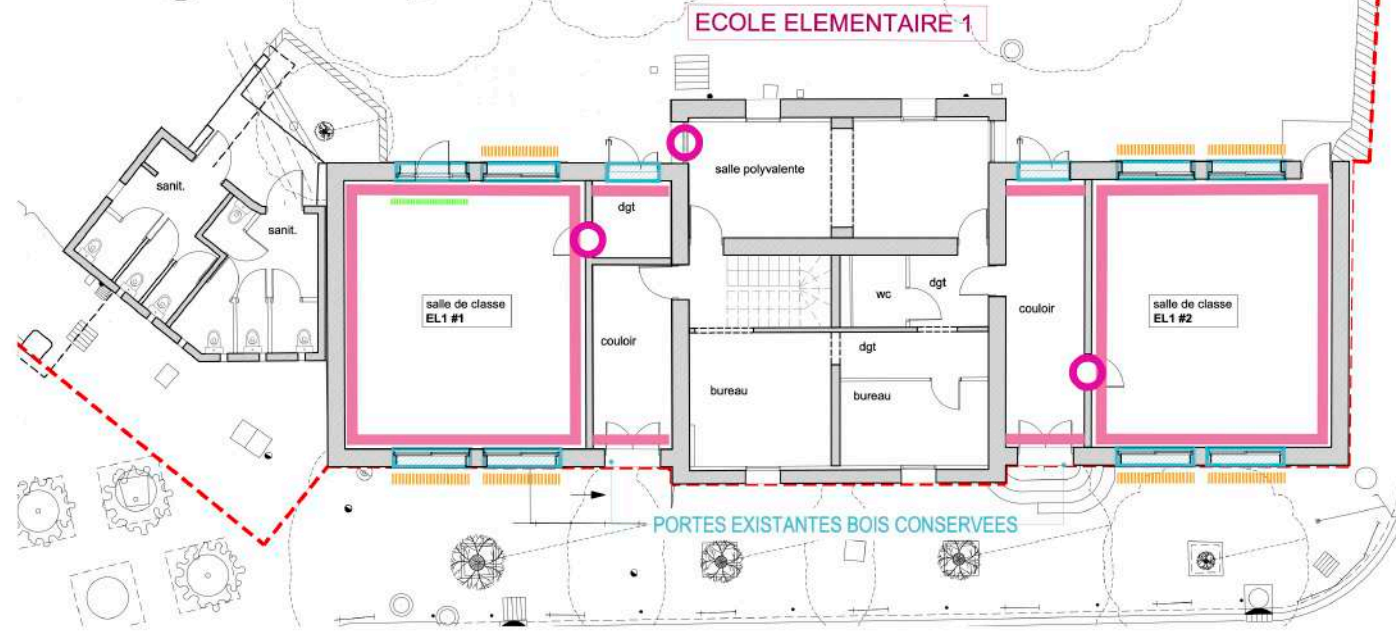 ECOLE ELEMENTAIRE 1
salle polyvalente
sanit.
dgt
sanit.
wc
dgt
salle de classe
EL1 #1
couloir
salle de classe
EL1 #2
couloir
dgt
bureau
bureau
PORTES EXISTANTES BOIS CONSERVEES